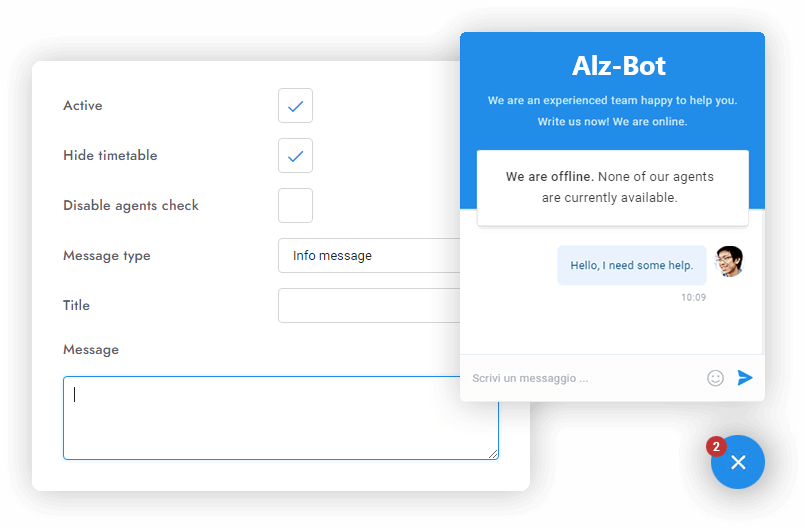 Active
Hide timetable
Disable agents check
Message type
Info message
Title
Message
Alz-Bot
We are an experienced team happy to help you.
Write us now! We are online.
We are offline. None of our agents
are currently available.
Hello, I need some help.
10:09
Scrivi un messaggio ...
2